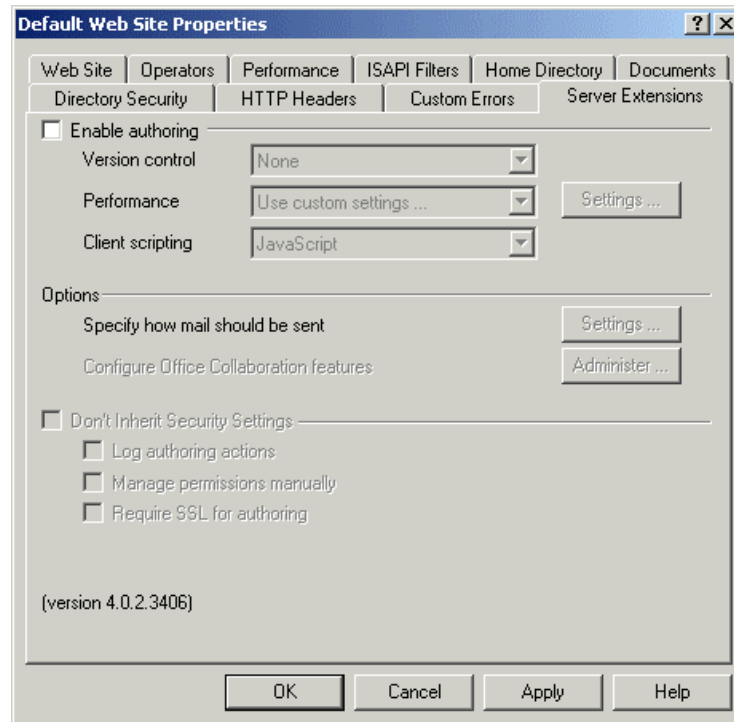 Default Web Site Properties
Web Site Operators Performance ISAPI Filters Home Directory Documents
Directory Security HTTP Headers Custom Errors Server Extensions
Enable authoring
Version control None
Performance Use custom settings ... Settings ...
Client scripting JavaScript
Options
Specify how mail should be sent Settings ...
Configure Office Collaboration features Administer ...
Don't Inherit Security Settings
Log authoring actions
Manage permissions manually
Require SSL for authoring
(version 4.0.2.3406)
OK Cancel Apply Help